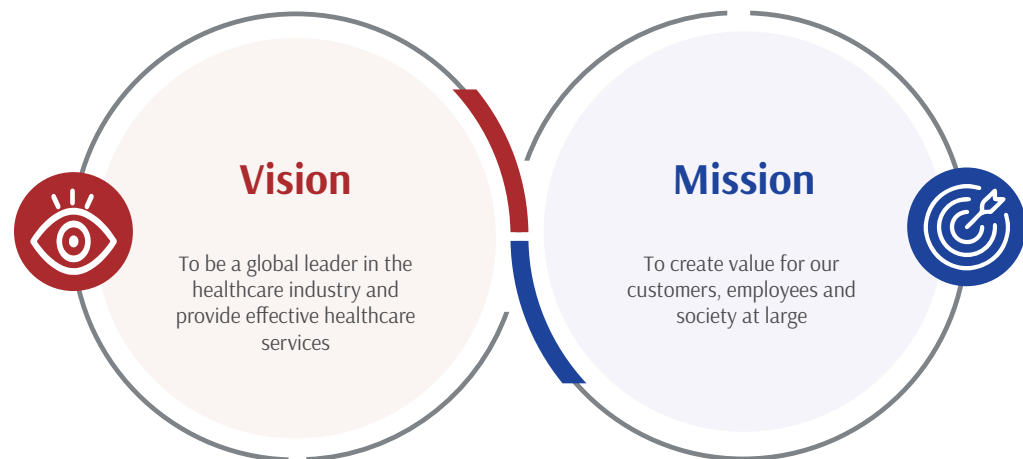 Vision
To be a global leader in the
healthcare industry and
provide effective healthcare
services
Mission
To create value for our
customers, employees and
society at large